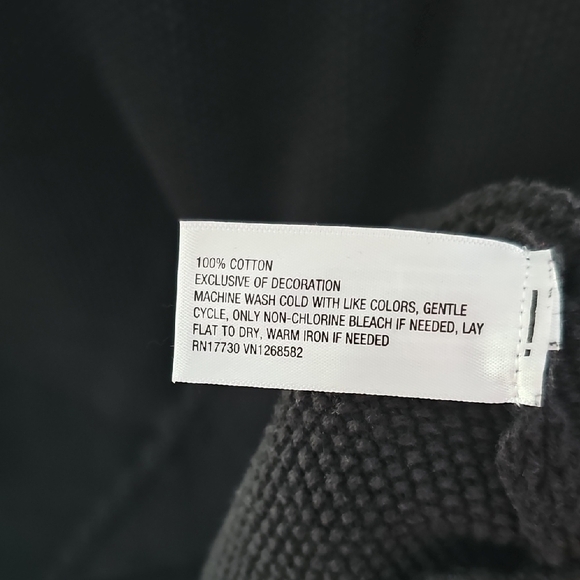 100% COTTON
EXCLUSIVE OF DECORATION
MACHINE WASH COLD WITH LIKE COLORS, GENTLE
CYCLE, ONLY NON-CHLORINE BLEACH IF NEEDED, LAY
FLAT TO DRY, WARM IRON IF NEEDED
RN17730 VN1268582